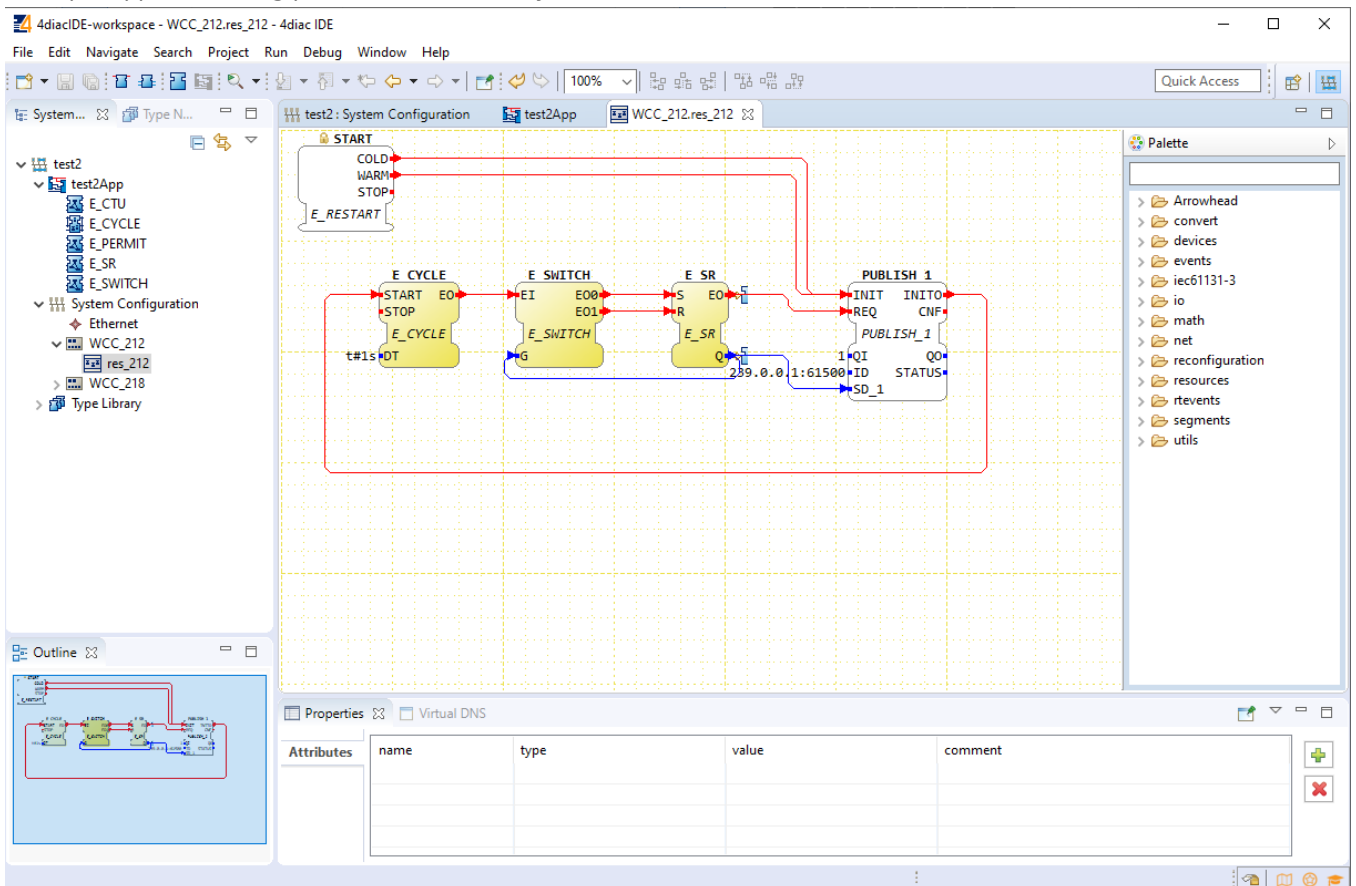 4diacIDE-workspace - WCC_212.res_212 - 4diac IDE
File Edit Navigate Search Project Run Debug Window Help
100%
Quick Access
System...
Type N...
test2
test2App
E_CTU
E_CYCLE
E_PERMIT
E_SR
E_SWITCH
System Configuration
Ethernet
WCC_212
res_212
WCC_218
Type Library
test2 : System Configuration
test2App
WCC_212.res_212
START
COLD
WARM
STOP
E_RESTART
E_CYCLE
START EO
STOP
E_CYCLE
t#1s DT
E_SWITCH
EI EO0
EO1
E_SWITCH
G
E_SR
S EO
R
E_SR
Q
PUBLISH_1
INIT INITO
REQ CNF
PUBLISH_1
1 QI QO
239.0.0.1:61500 ID STATUS
SD_1
Palette
Arrowhead
convert
devices
events
iec61131-3
io
math
net
reconfiguration
resources
rtevents
segments
utils
Outline
Properties
Virtual DNS
Attributes
name type value comment